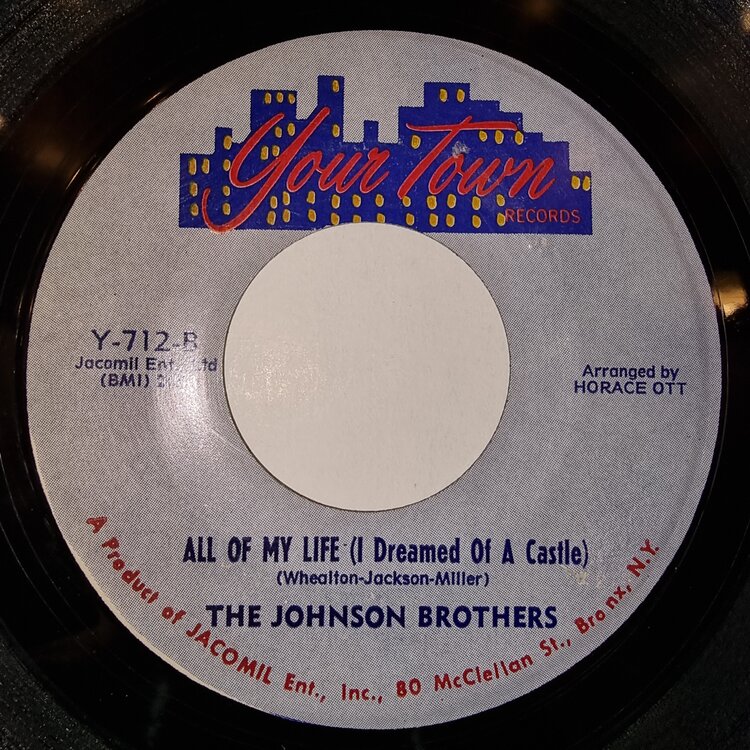 Your Town
RECORDS
Y-712-B
Jacomil Ent. Ltd
(BMI)
Arranged by
HORACE OTT
ALL OF MY LIFE (I Dreamed Of A Castle)
(Whealton-Jackson-Miller)
THE JOHNSON BROTHERS
A Product of JACOMIL Ent., Inc., 80 McClellan St., Bronx, N.Y.